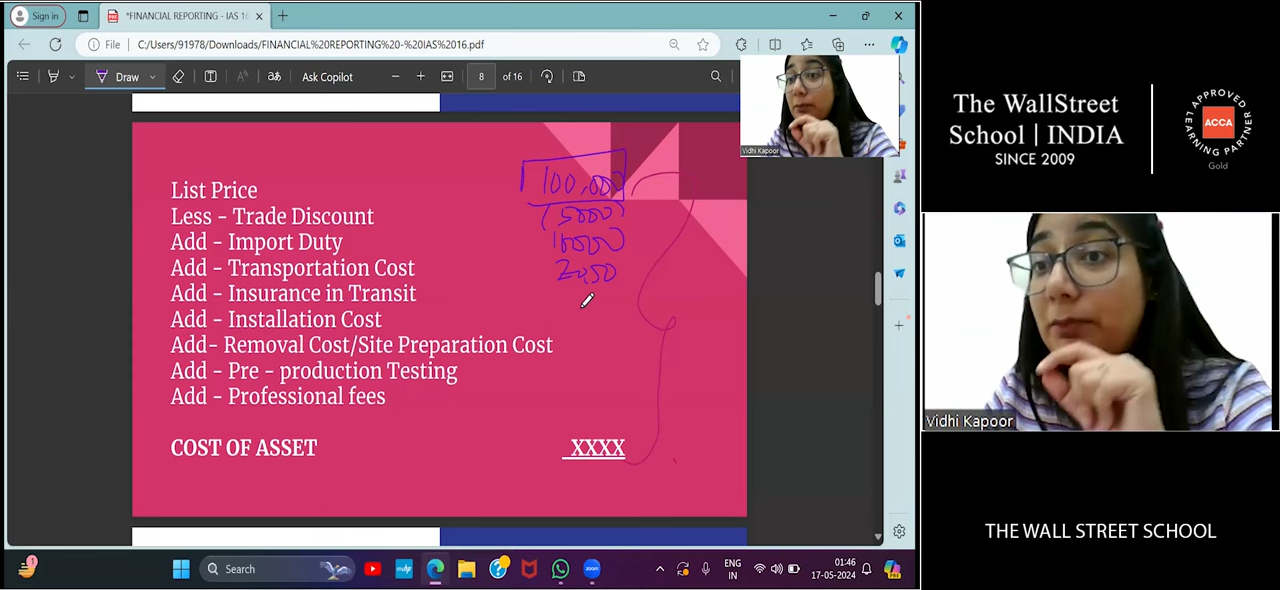 Sign in
*FINANCIAL REPORTING - IAS 16
File
C:/Users/91978/Downloads/FINANCIAL%20REPORTING%20-%20IAS%2016.pdf
Draw
Ask Copilot
8
of 16
List Price
Less - Trade Discount
Add - Import Duty
Add - Transportation Cost
Add - Insurance in Transit
Add - Installation Cost
Add- Removal Cost/Site Preparation Cost
Add - Pre - production Testing
Add - Professional fees
COST OF ASSET XXXX
100,000
(5000)
Vidhi Kapoor
The WallStreet
School | INDIA
SINCE 2009
APPROVED
LEARNING PARTNER
ACCA
Gold
Vidhi Kapoor
THE WALL STREET SCHOOL
1
Search
ENG
IN
01:46
17-05-2024